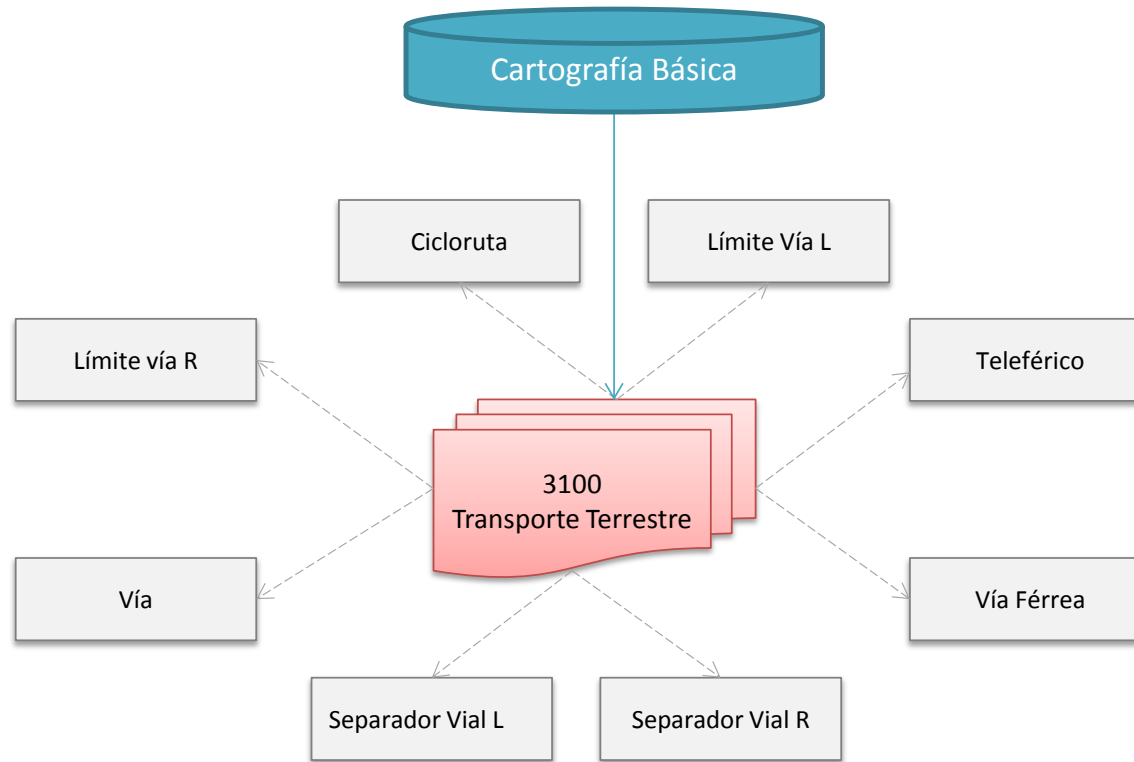 Cartografía Básica
Cicloruta
Límite Vía L
Límite vía R
Teleférico
3100
Transporte Terrestre
Vía
Vía Férrea
Separador Vial L
Separador Vial R